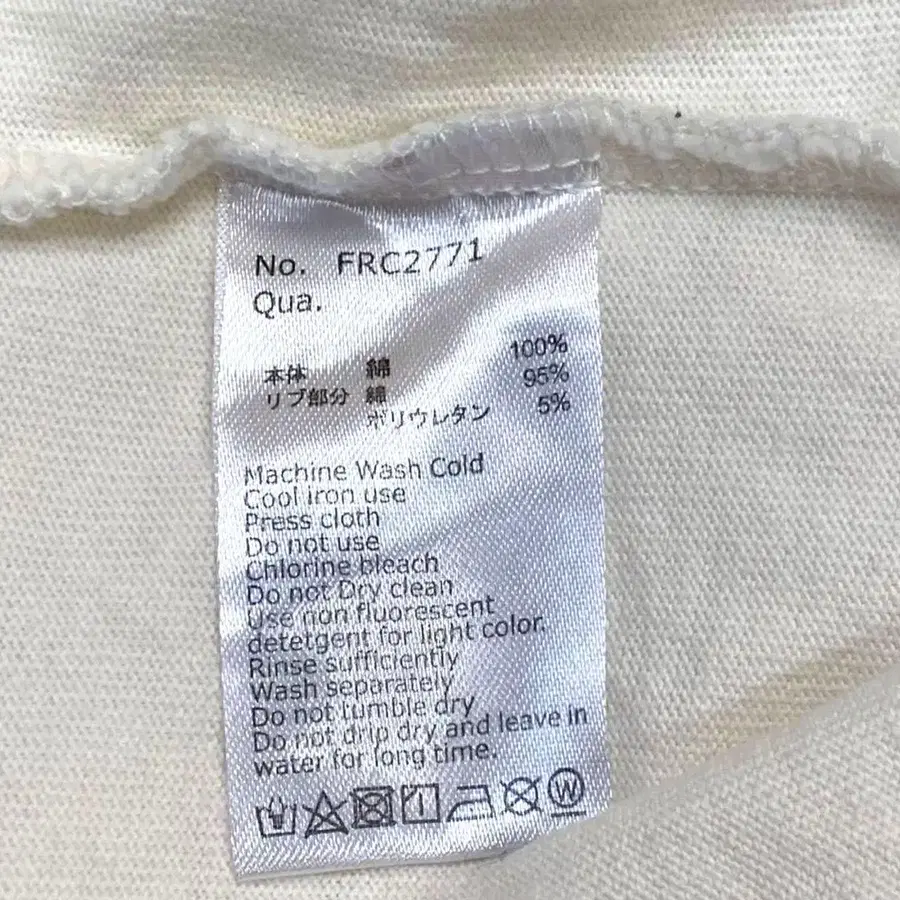 No. FRC2771
Qua.
本体 綿 100%
リブ部分 綿 95%
ポリウレタン 5%
Machine Wash Cold
Cool iron use
Press cloth
Do not use
Chlorine bleach
Do not Dry clean
Use non fluorescent
detetgent for light color.
Rinse sufficiently
Wash separately
Do not tumble dry
Do not drip dry and leave in
water for long time.
W